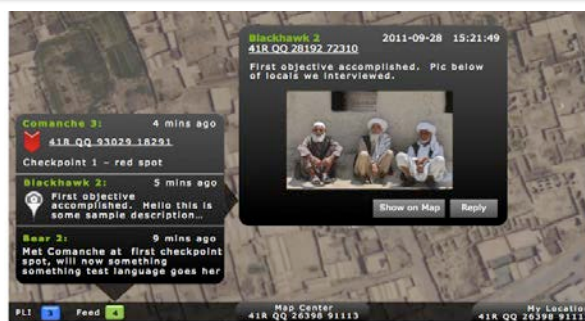 Blackhawk 2 2011-09-28 15:21:49
41R QQ 28192 72310
First objective accomplished. Pic below
of locals we interviewed.
Show on Map Reply
Comanche 3: 4 mins ago
41R QQ 93029 18291
Checkpoint 1 - red spot
Blackhawk 2: 5 mins ago
First objective
accomplished. Hello this is
some sample description...
Bear 2: 9 mins ago
Met Comanche at first checkpoint
spot, will now something
something test language goes her
PLI 3 Feed 4
Map Center
41R QQ 26398 91113
My Locatio
41R QQ 26398 9111